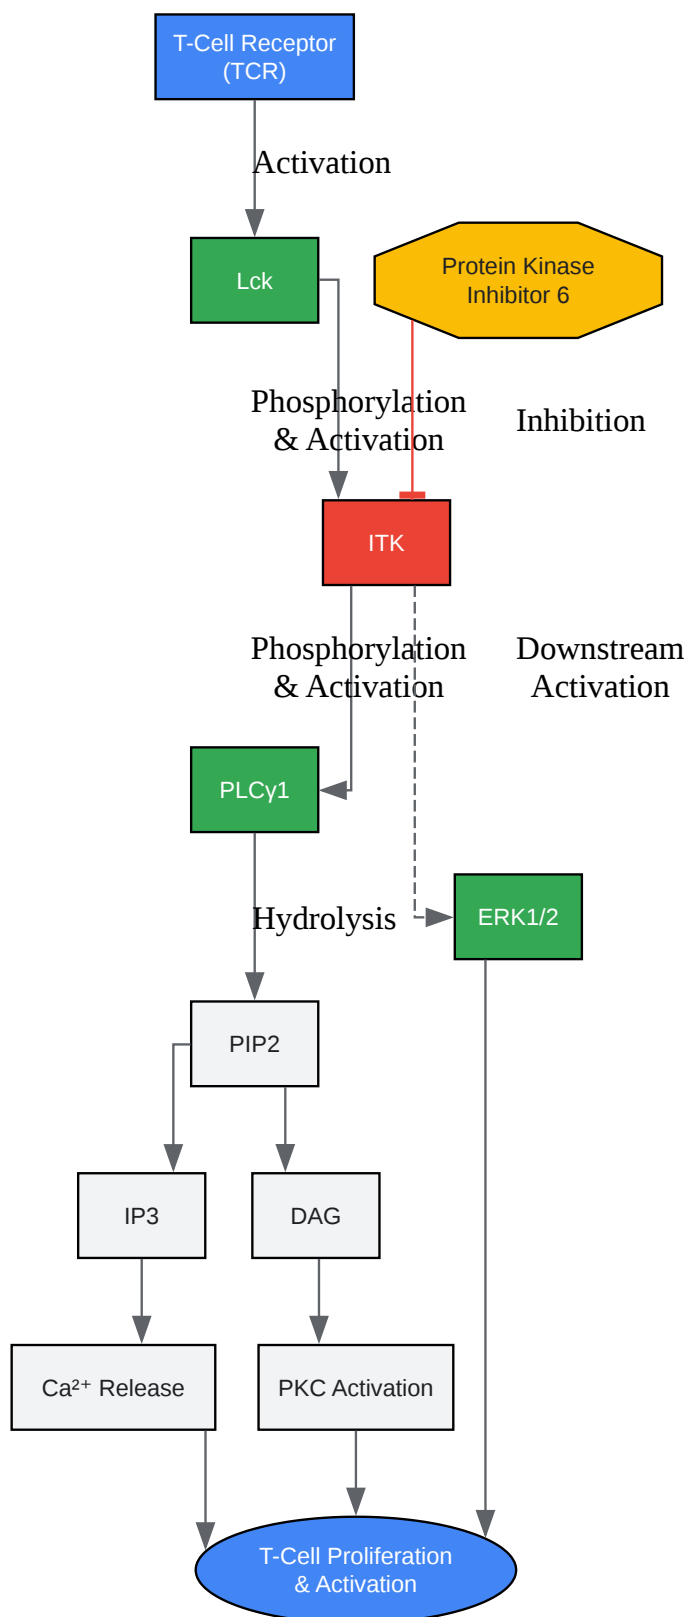 T-Cell Receptor
(TCR)
Activation
Lck
Protein Kinase
Inhibitor 6
Phosphorylation
& Activation
Inhibition
ITK
Phosphorylation
& Activation
Downstream
Activation
PLCγ1
ERK1/2
Hydrolysis
PIP2
IP3
DAG
Ca²⁺ Release
PKC Activation
T-Cell Proliferation
& Activation